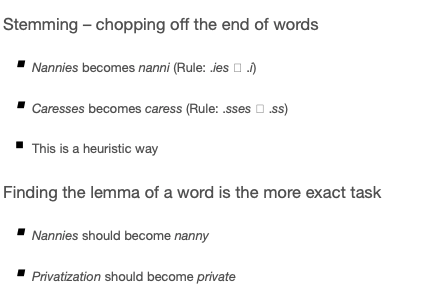 Stemming – chopping off the end of words
▪ Nannies becomes nanni (Rule: .ies □ .i)
▪ Caresses becomes caress (Rule: .sses □ .ss)
▪ This is a heuristic way
Finding the lemma of a word is the more exact task
▪ Nannies should become nanny
▪ Privatization should become private